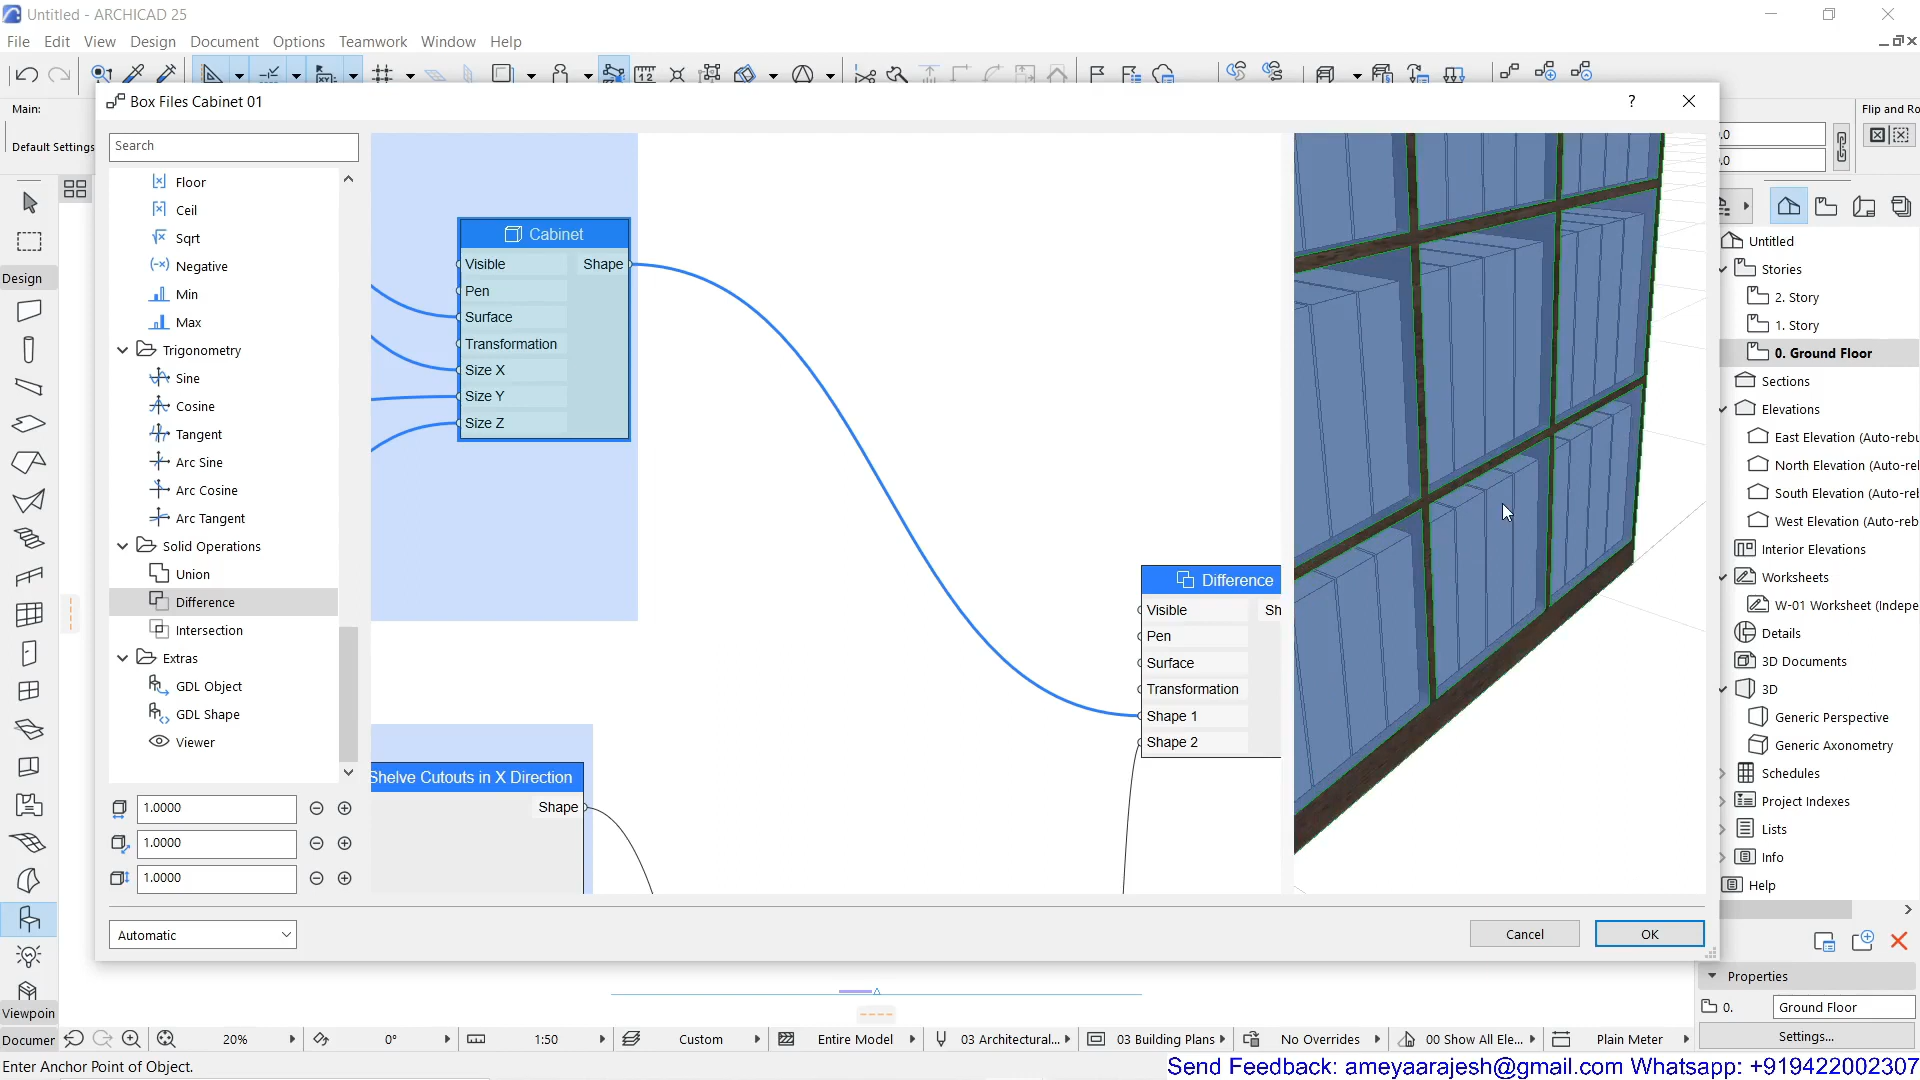 Untitled - ARCHICAD 25
File Edit View Design Document Options Teamwork Window Help
Main:
Default Settings
Box Files Cabinet 01
?
Flip and Ro
.0
.0
Search
Floor
Ceil
Sqrt
Negative
Min
Max
Trigonometry
Sine
Cosine
Tangent
Arc Sine
Arc Cosine
Arc Tangent
Solid Operations
Union
Difference
Intersection
Extras
GDL Object
GDL Shape
Viewer
1.0000
1.0000
1.0000
Automatic
Design
Viewpoin
Documer
Cabinet
Visible Shape
Pen
Surface
Transformation
Size X
Size Y
Size Z
Shelve Cutouts in X Direction
Shape
Difference
Visible Sh
Pen
Surface
Transformation
Shape 1
Shape 2
Cancel OK
Untitled
Stories
2. Story
1. Story
0. Ground Floor
Sections
Elevations
East Elevation (Auto-rebu
North Elevation (Auto-rel
South Elevation (Auto-rel
West Elevation (Auto-reb
Interior Elevations
Worksheets
W-01 Worksheet (Indepe
Details
3D Documents
3D
Generic Perspective
Generic Axonometry
Schedules
Project Indexes
Lists
Info
Help
Properties
0. Ground Floor
Settings...
20% 0° 1:50 Custom Entire Model 03 Architectural... 03 Building Plans No Overrides 00 Show All Ele... Plain Meter
Enter Anchor Point of Object.
Send Feedback: ameyaarajesh@gmail.com Whatsapp: +919422002307